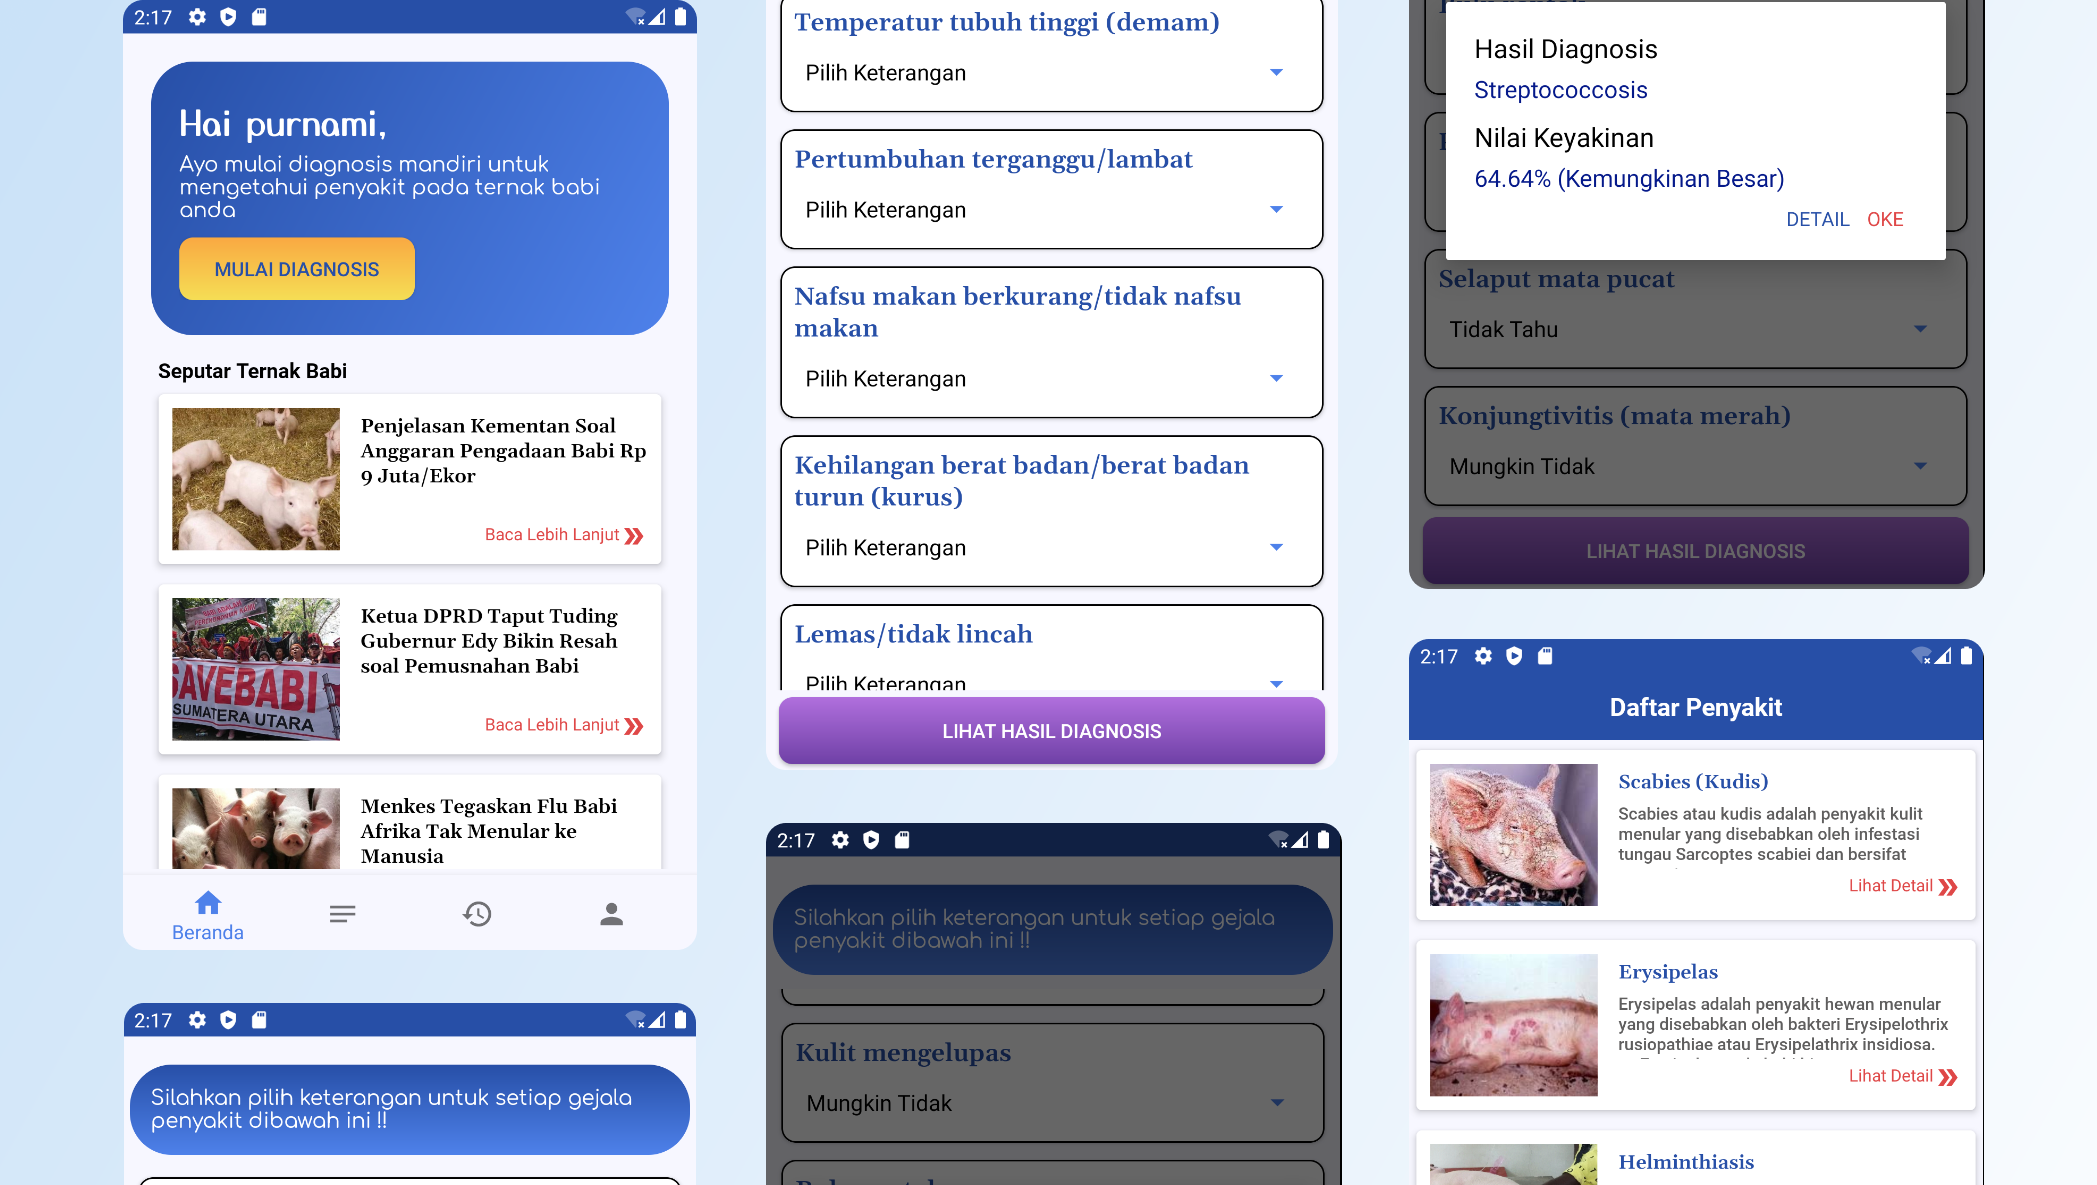 2:17
Hai purnami,
Ayo mulai diagnosis mandiri untuk
mengetahui penyakit pada ternak babi
anda
MULAI DIAGNOSIS
Seputar Ternak Babi
Penjelasan Kementan Soal
Anggaran Pengadaan Babi Rp
9 Juta/Ekor
Baca Lebih Lanjut
SAVEBABI
SUMATERA UTARA
Ketua DPRD Taput Tuding
Gubernur Edy Bikin Resah
soal Pemusnahan Babi
Baca Lebih Lanjut
Menkes Tegaskan Flu Babi
Afrika Tak Menular ke
Manusia
Beranda
2:17
Silahkan pilih keterangan untuk setiap gejala
penyakit dibawah ini !!
Temperatur tubuh tinggi (demam)
Pilih Keterangan
Pertumbuhan terganggu/lambat
Pilih Keterangan
Nafsu makan berkurang/tidak nafsu
makan
Pilih Keterangan
Kehilangan berat badan/berat badan
turun (kurus)
Pilih Keterangan
Lemas/tidak lincah
Pilih Keterangan
LIHAT HASIL DIAGNOSIS
2:17
Silahkan pilih keterangan untuk setiap gejala
penyakit dibawah ini !!
Kulit mengelupas
Mungkin Tidak
Hasil Diagnosis
Streptococcosis
Nilai Keyakinan
64.64% (Kemungkinan Besar)
DETAIL OKE
Selaput mata pucat
Tidak Tahu
Konjungtivitis (mata merah)
Mungkin Tidak
LIHAT HASIL DIAGNOSIS
2:17
Daftar Penyakit
Scabies (Kudis)
Scabies atau kudis adalah penyakit kulit
menular yang disebabkan oleh infestasi
tungau Sarcoptes scabiei dan bersifat
Lihat Detail
Erysipelas
Erysipelas adalah penyakit hewan menular
yang disebabkan oleh bakteri Erysipelothrix
rusiopathiae atau Erysipelathrix insidiosa.
Lihat Detail
Helminthiasis